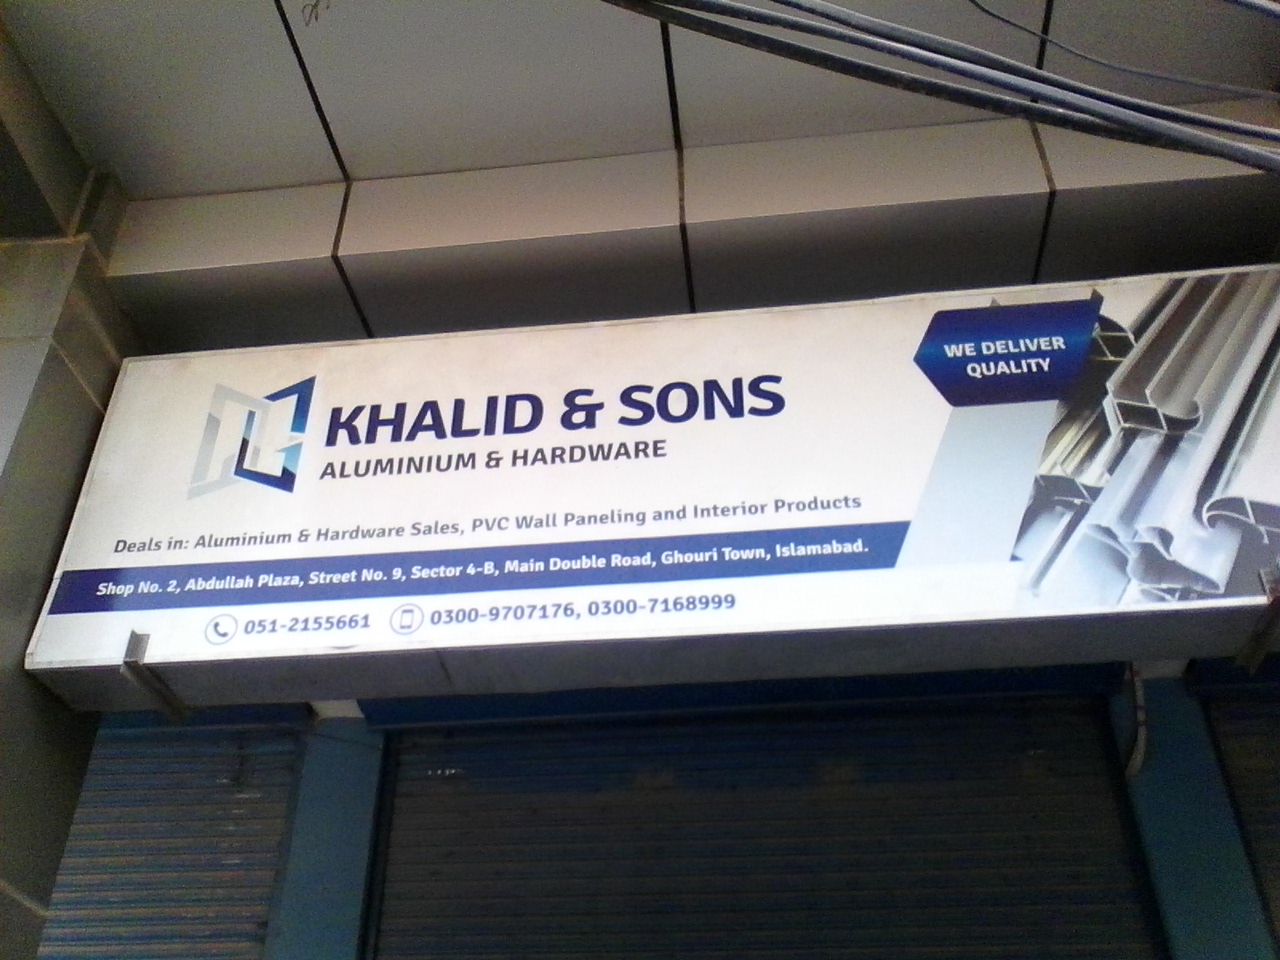 KHALID & SONS
ALUMINIUM & HARDWARE
WE DELIVER
QUALITY
Deals in: Aluminium & Hardware Sales, PVC Wall Paneling and Interior Products
Shop No. 2, Abdullah Plaza, Street No. 9, Sector 4-B, Main Double Road, Ghouri Town, Islamabad.
051-2155661 0300-9707176, 0300-7168999